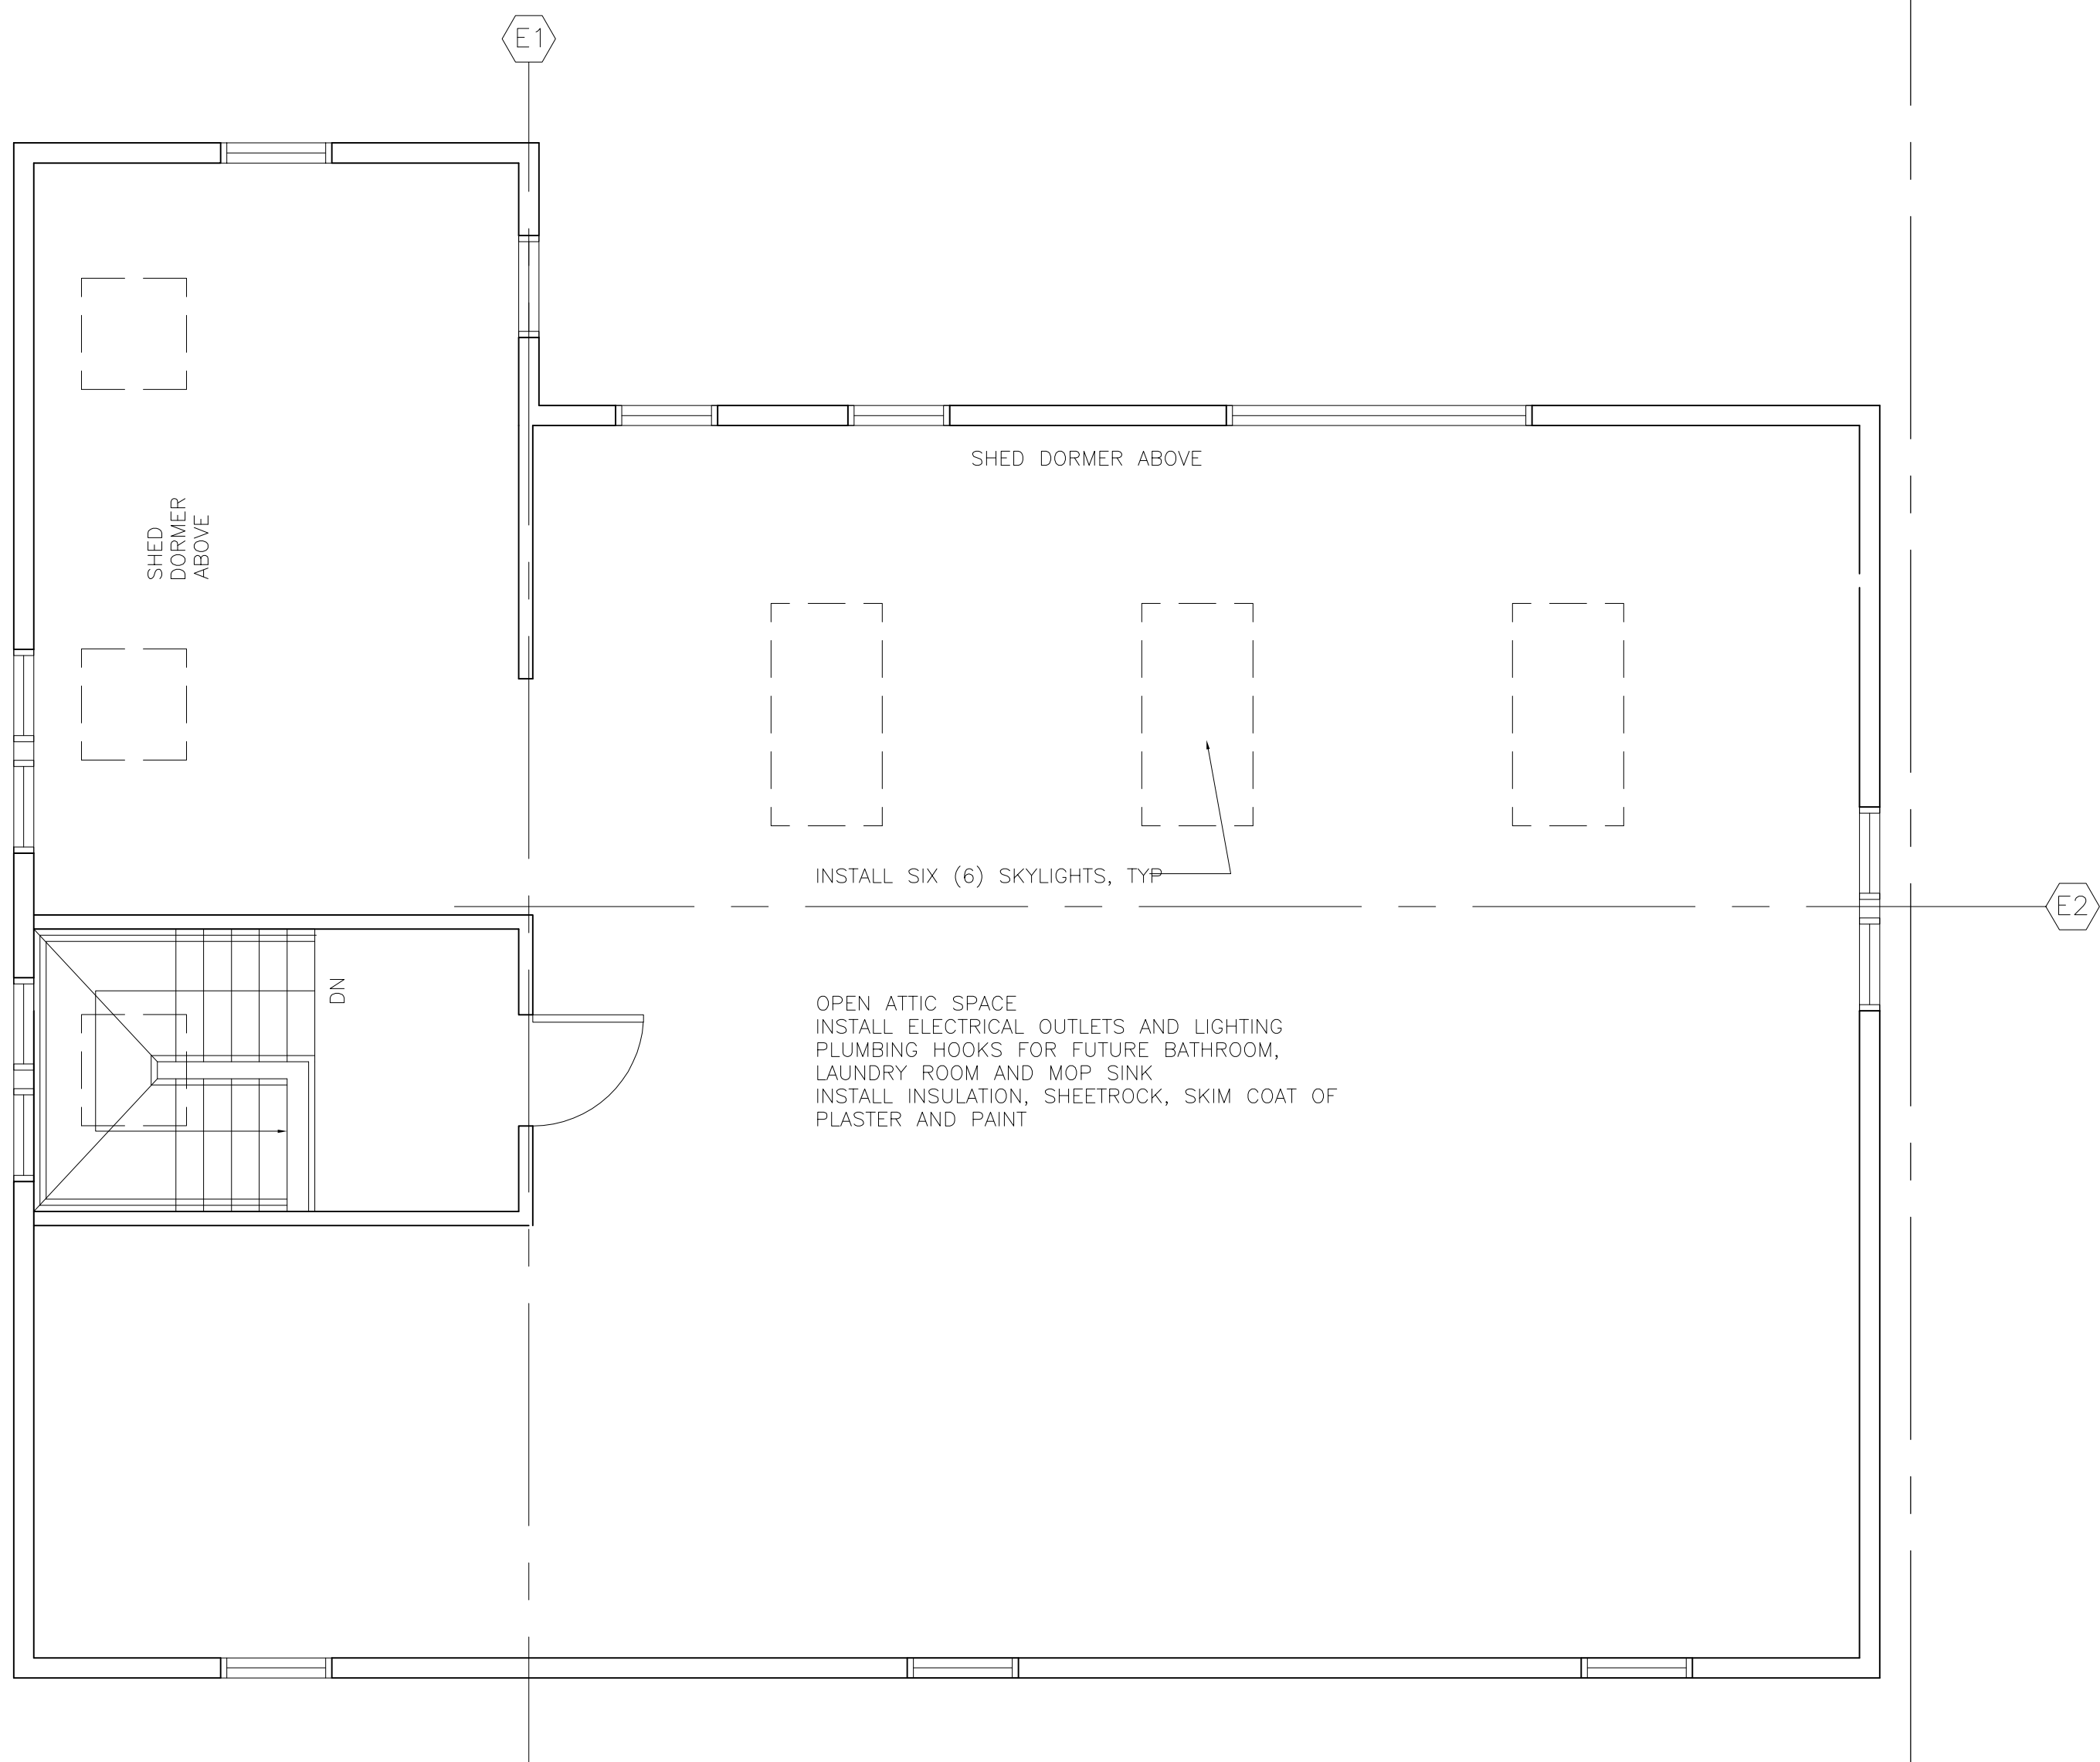 E1
SHED DORMER ABOVE
SHED
DORMER
ABOVE
INSTALL SIX (6) SKYLIGHTS, TYP
E2
DN
OPEN ATTIC SPACE
INSTALL ELECTRICAL OUTLETS AND LIGHTING
PLUMBING HOOKS FOR FUTURE BATHROOM,
LAUNDRY ROOM AND MOP SINK
INSTALL INSULATION, SHEETROCK, SKIM COAT OF
PLASTER AND PAINT